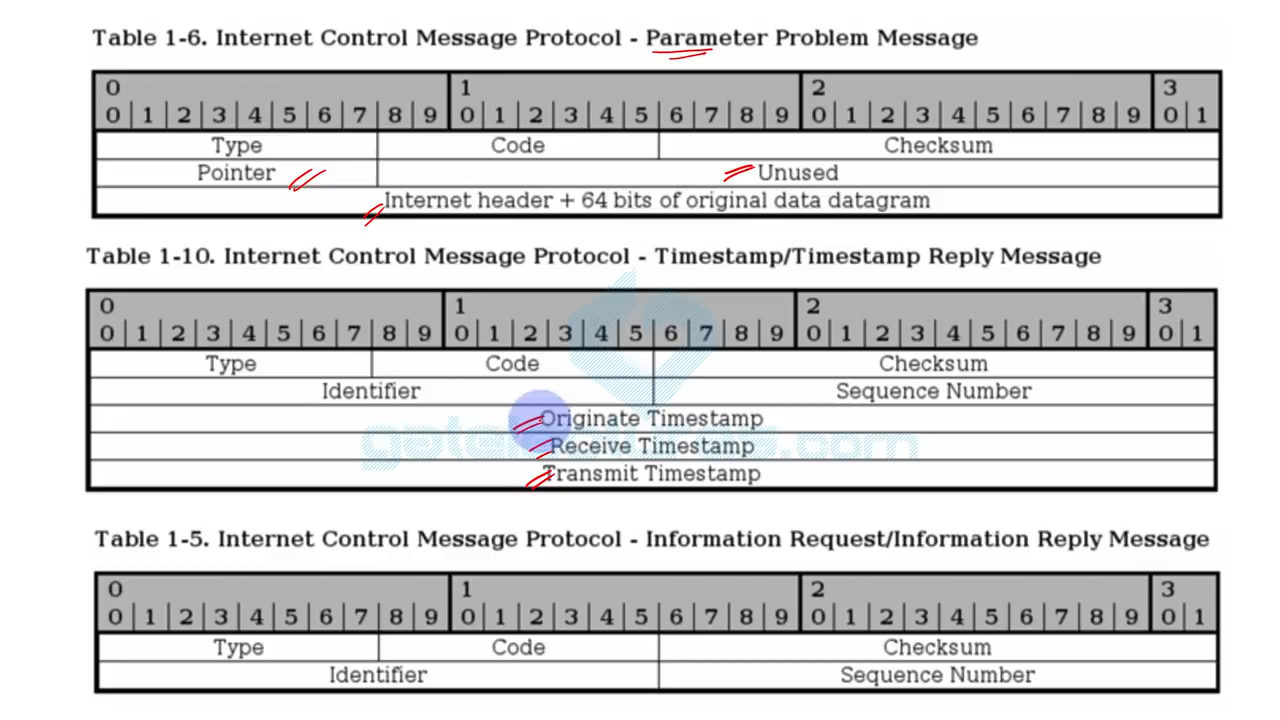 Table 1-6. Internet Control Message Protocol - Parameter Problem Message
0 1 2 3
0 1 2 3 4 5 6 7 8 9 0 1 2 3 4 5 6 7 8 9 0 1 2 3 4 5 6 7 8 9 0 1
Type Code Checksum
Pointer Unused
Internet header + 64 bits of original data datagram
Table 1-10. Internet Control Message Protocol - Timestamp/Timestamp Reply Message
0 1 2 3
0 1 2 3 4 5 6 7 8 9 0 1 2 3 4 5 6 7 8 9 0 1 2 3 4 5 6 7 8 9 0 1
Type Code Checksum
Identifier Sequence Number
Originate Timestamp
Receive Timestamp
Transmit Timestamp
Table 1-5. Internet Control Message Protocol - Information Request/Information Reply Message
0 1 2 3
0 1 2 3 4 5 6 7 8 9 0 1 2 3 4 5 6 7 8 9 0 1 2 3 4 5 6 7 8 9 0 1
Type Code Checksum
Identifier Sequence Number